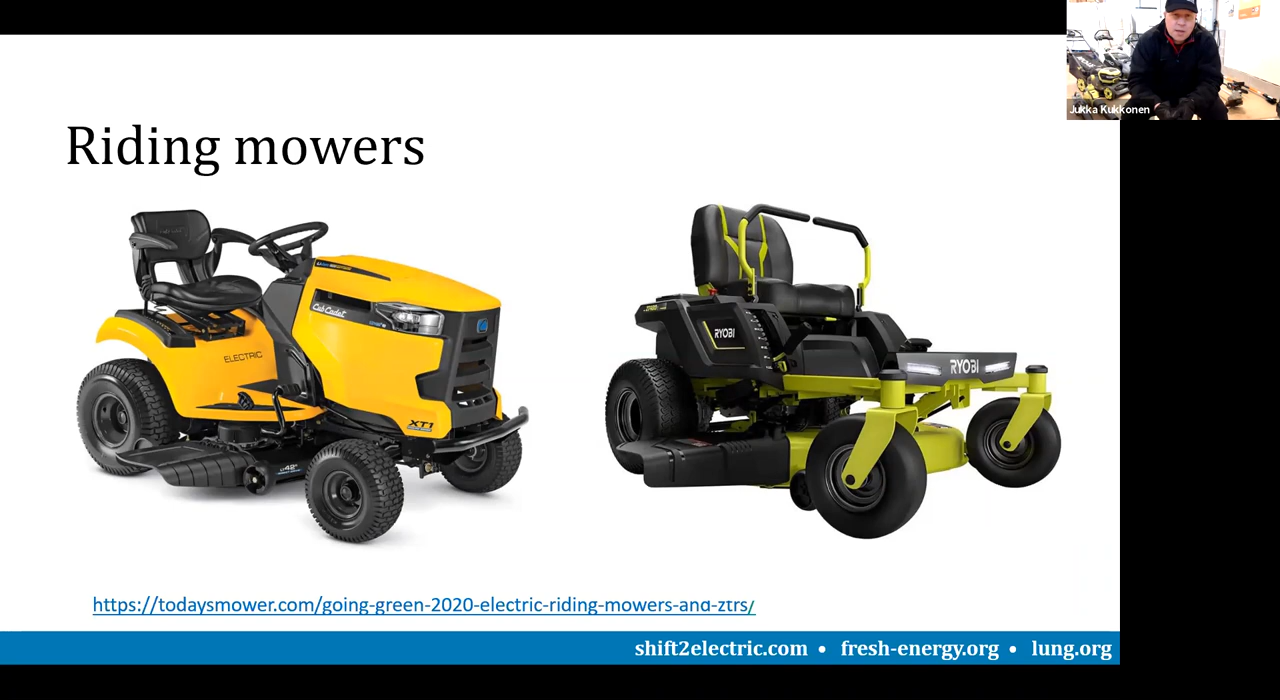 Jukka Kukkonen
Riding mowers
Cub Cadet
ELECTRIC
XT1
42"
RYOBI
RYOBI
https://todaysmower.com/going-green-2020-electric-riding-mowers-and-ztrs/
shift2electric.com • fresh-energy.org • lung.org